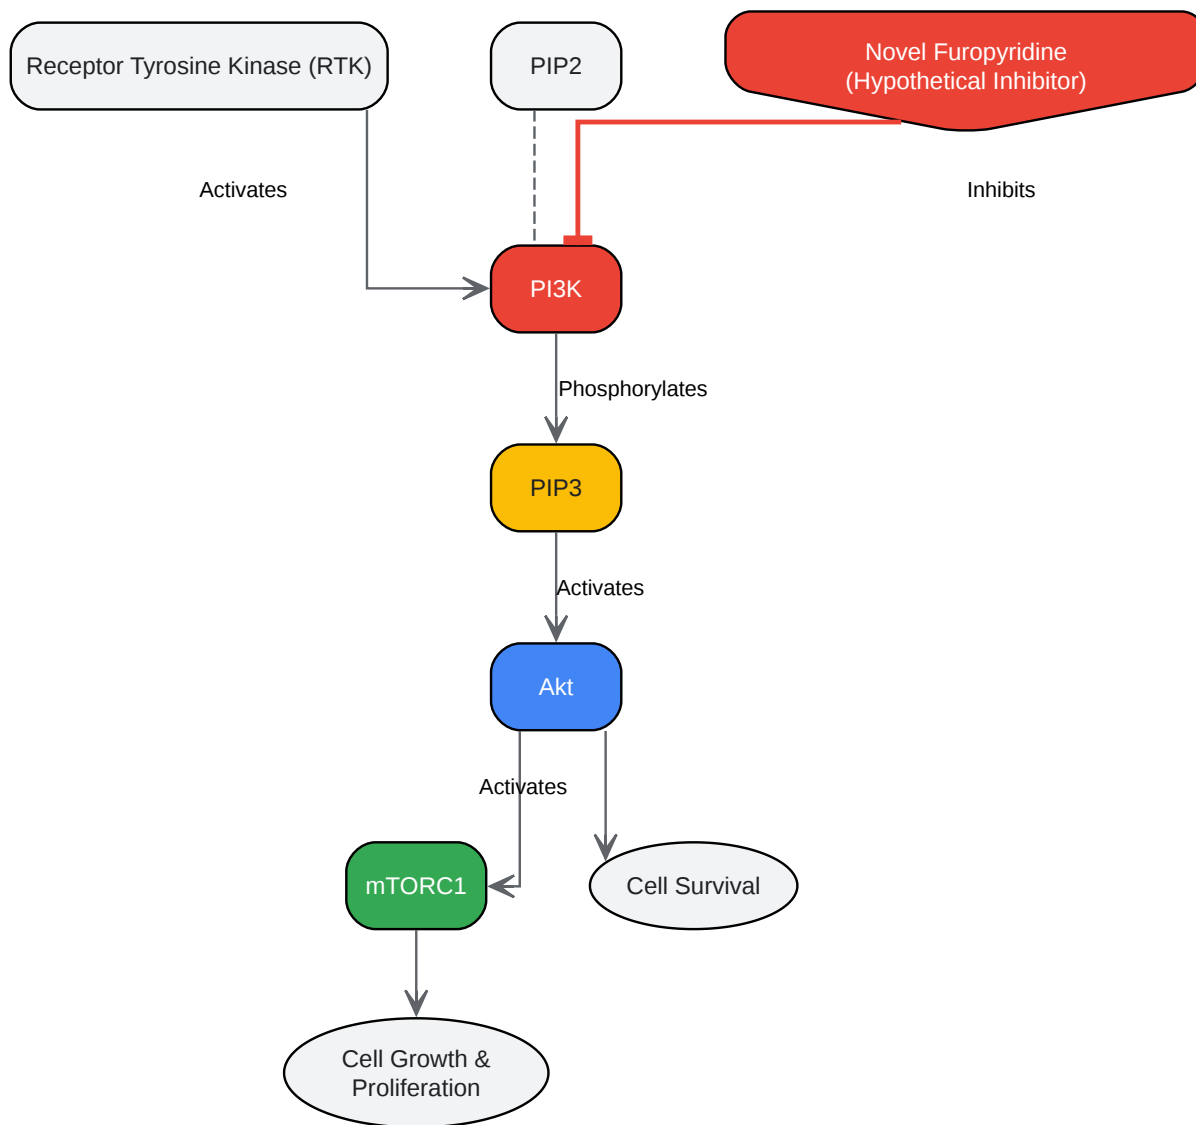 Receptor Tyrosine Kinase (RTK)
PIP2
Novel Furopyridine
(Hypothetical Inhibitor)
Activates
Inhibits
PI3K
Phosphorylates
PIP3
Activates
Akt
Activates
mTORC1
Cell Survival
Cell Growth &
Proliferation